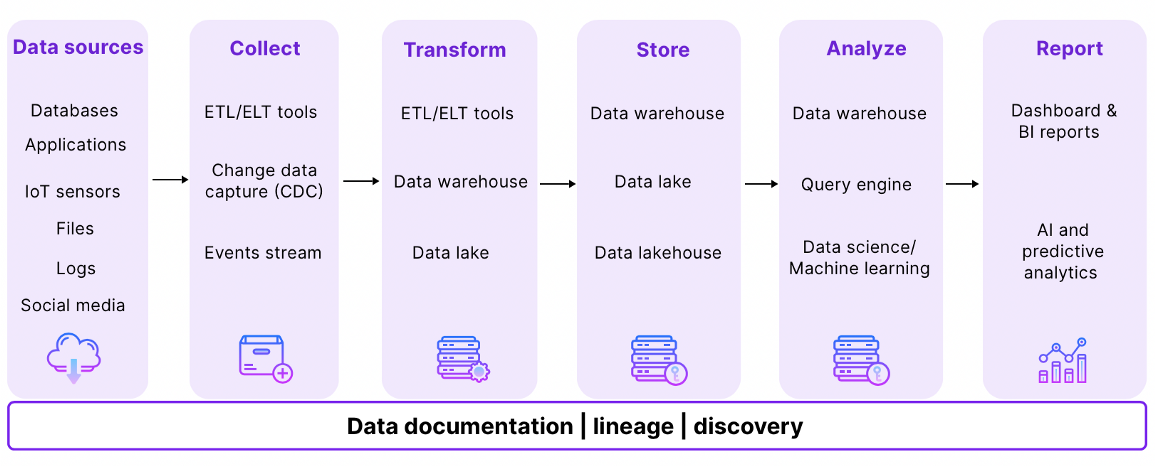 Data sources
Databases
Applications
IoT sensors
Files
Logs
Social media
Collect
ETL/ELT tools
Change data
capture (CDC)
Events stream
Transform
ETL/ELT tools
Data warehouse
Data lake
Store
Data warehouse
Data lake
Data lakehouse
Analyze
Data warehouse
Query engine
Data science/
Machine learning
Report
Dashboard &
BI reports
AI and
predictive
analytics
Data documentation | lineage | discovery